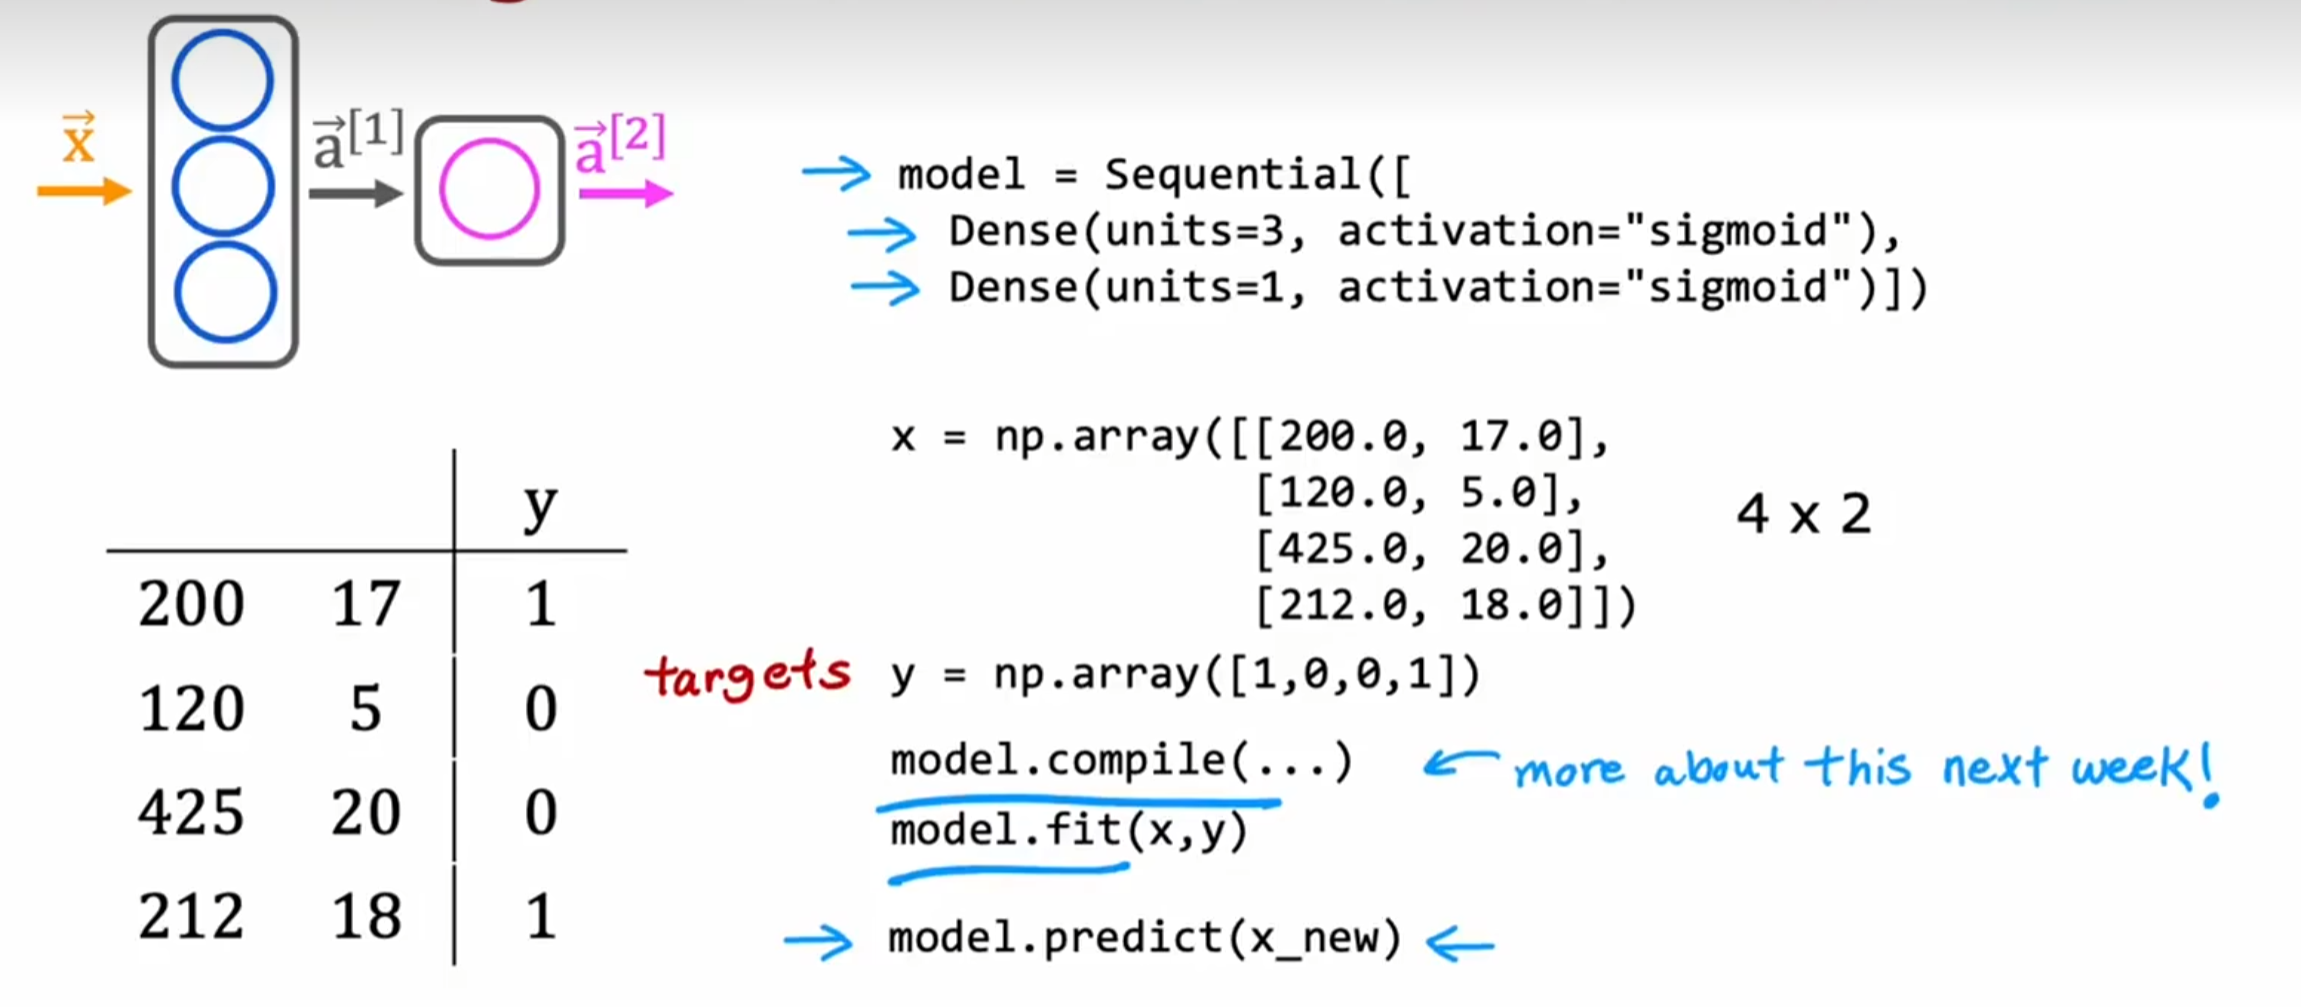 x⃗
a⃗[1]
a⃗[2]
model = Sequential([
Dense(units=3, activation="sigmoid"),
Dense(units=1, activation="sigmoid")])
y
200 17 1
120 5 0
425 20 0
212 18 1
x = np.array([[200.0, 17.0],
[120.0, 5.0],
[425.0, 20.0],
[212.0, 18.0]])
4 x 2
targets y = np.array([1,0,0,1])
model.compile(...) more about this next week!
model.fit(x,y)
model.predict(x_new)